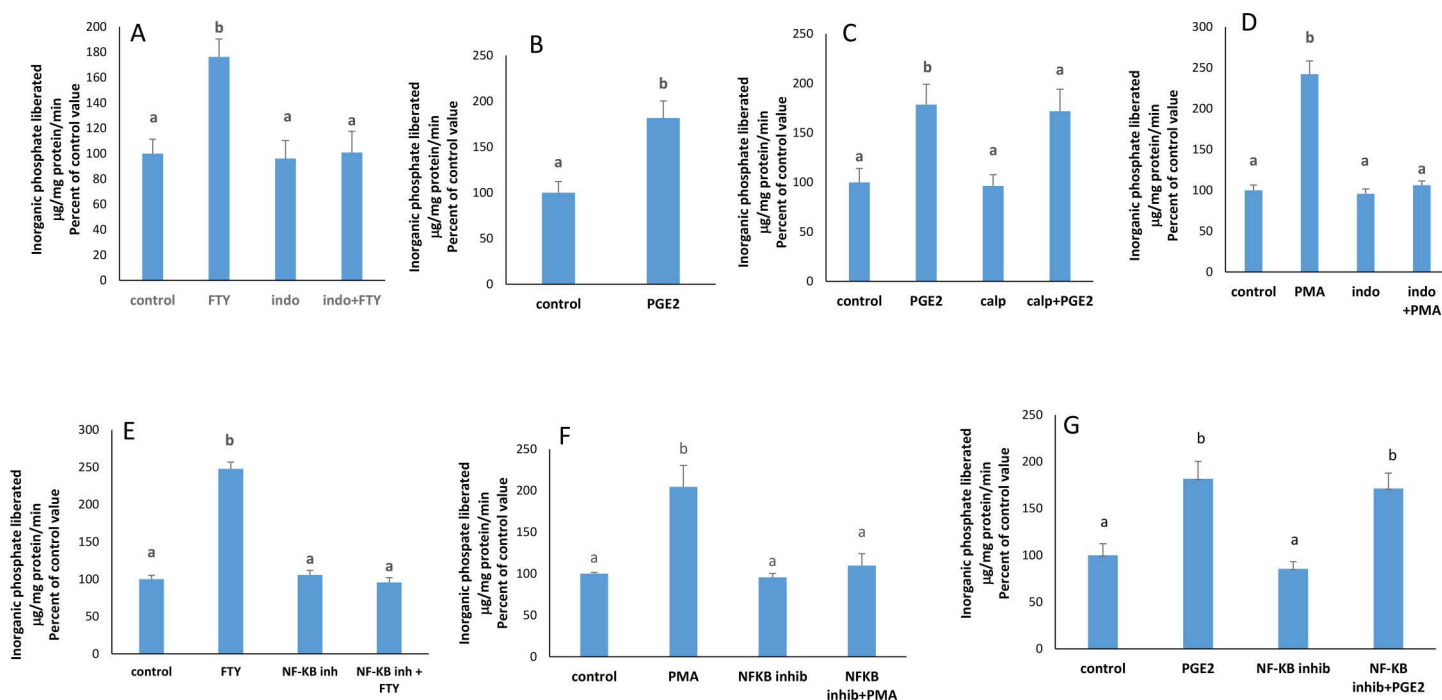 A
Inorganic phosphate liberated
µg/mg protein/min
Percent of control value
200
180
160
140
120
100
80
60
40
20
0
a
b
a
a
control
FTY
indo
indo+FTY
B
Inorganic phosphate liberated
µg/mg protein/min
Percent of control value
250
200
150
100
50
0
a
b
control
PGE2
C
Inorganic phosphate liberated
µg/mg protein/min
Percent of control value
250
200
150
100
50
0
a
b
a
a
control
PGE2
calp
calp+PGE2
D
Inorganic phosphate liberated
µg/mg protein/min
Percent of control value
300
250
200
150
100
50
0
a
b
a
a
control
PMA
indo
indo
+PMA
E
Inorganic phosphate liberated
µg/mg protein/min
Percent of control value
300
250
200
150
100
50
0
a
b
a
a
control
FTY
NF-KB inh
NF-KB inh +
FTY
F
Inorganic phospate liberated
µg/mg protein/min
Percent of control value
250
200
150
100
50
0
a
b
a
a
control
PMA
NFKB inhib
NFKB
inhib+PMA
G
Inorganic phosphate liberated
µg/mg protein/min
Percent of control value
250
200
150
100
50
0
a
b
a
b
control
PGE2
NF-KB inhib
NF-KB
inhib+PGE2